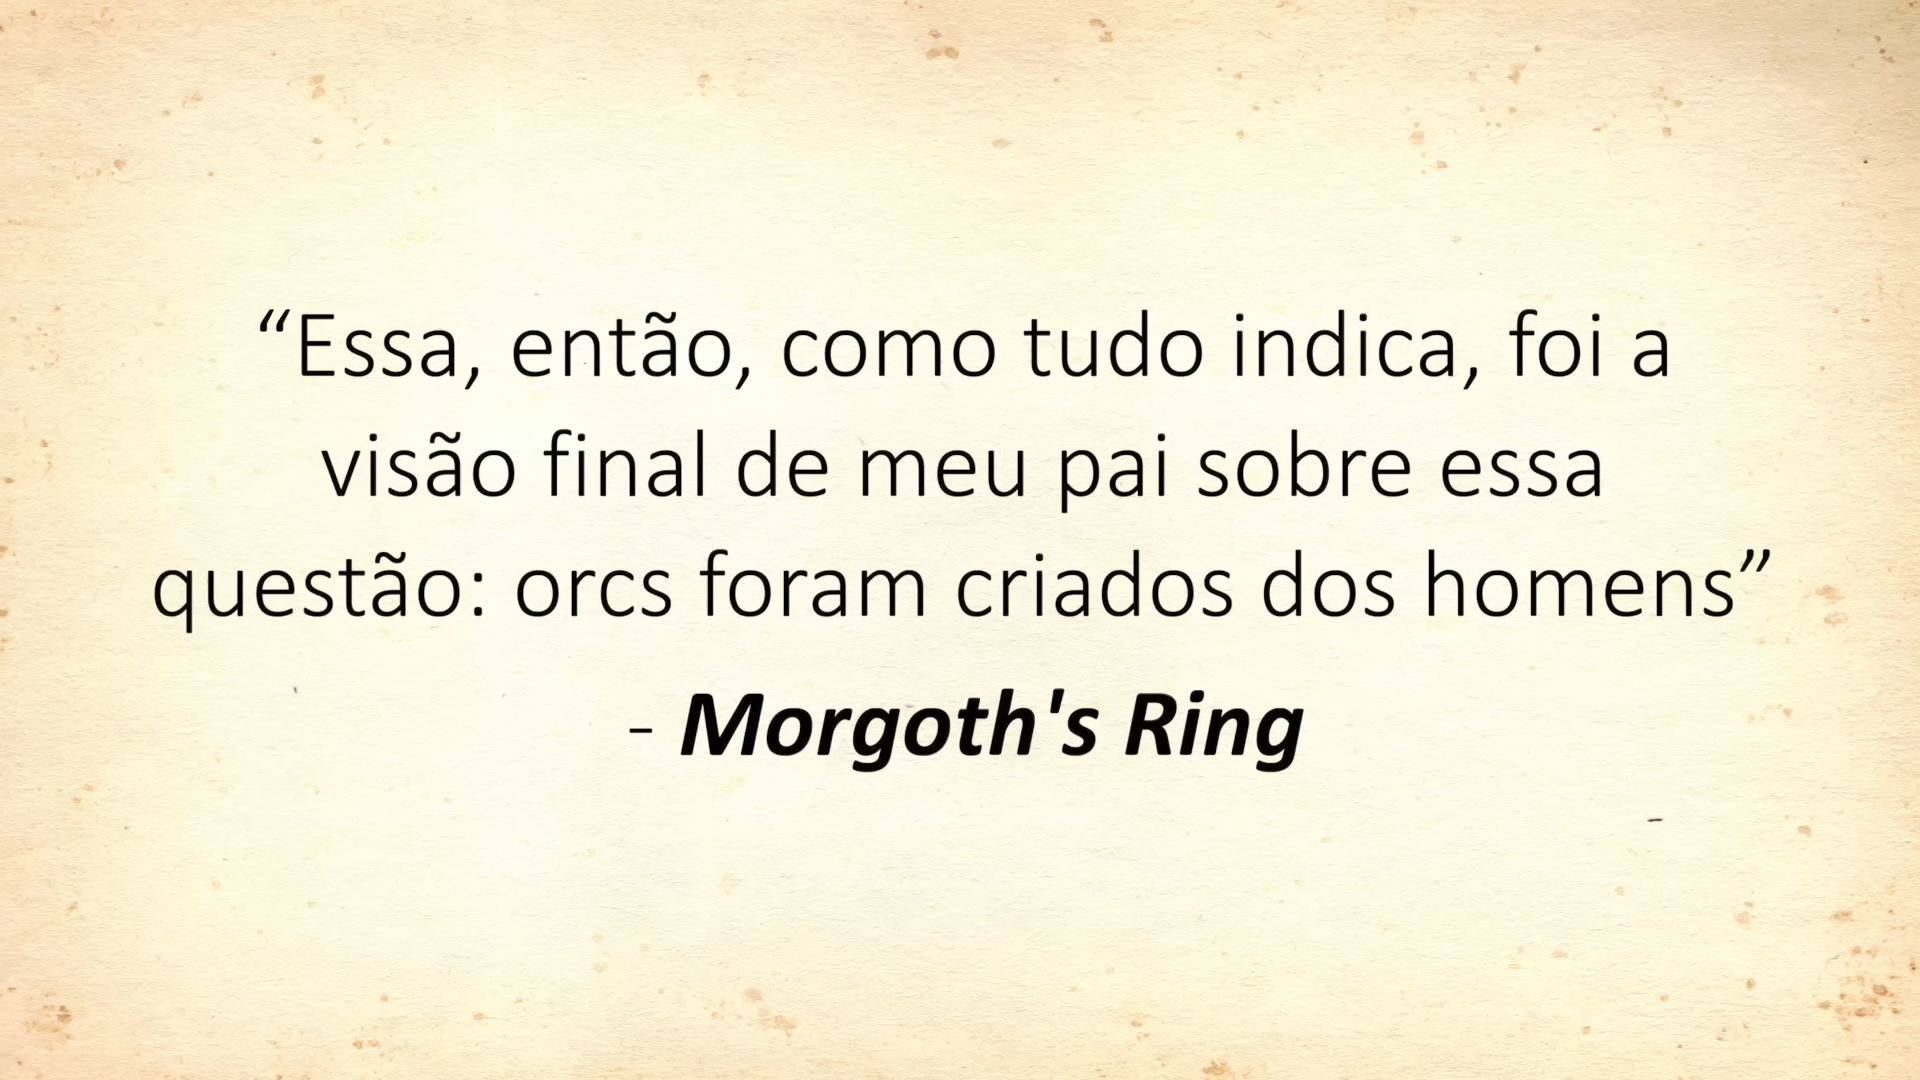 “Essa, então, como tudo indica, foi a
visão final de meu pai sobre essa
questão: orcs foram criados dos homens”
- Morgoth's Ring